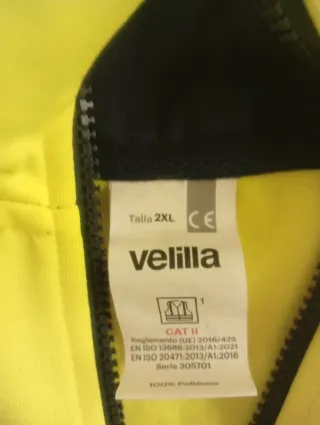 Talla 2XL CE
velilla
1
CAT II
Reglamento (UE) 2016/425
EN ISO 13688:2013/A1:2021
EN ISO 20471:2013/A1:2016
Serie 305701
100% Poliéster